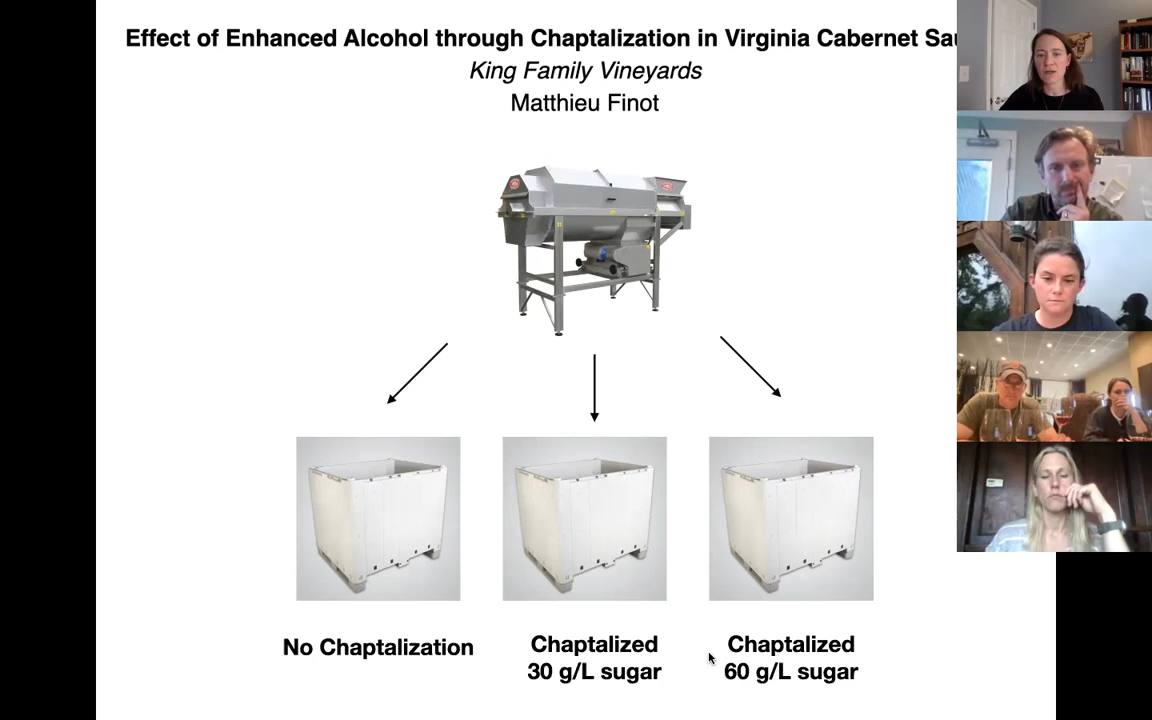 Effect of Enhanced Alcohol through Chaptalization in Virginia Cabernet
King Family Vineyards
Matthieu Finot
No Chaptalization
Chaptalized
30 g/L sugar
Chaptalized
60 g/L sugar